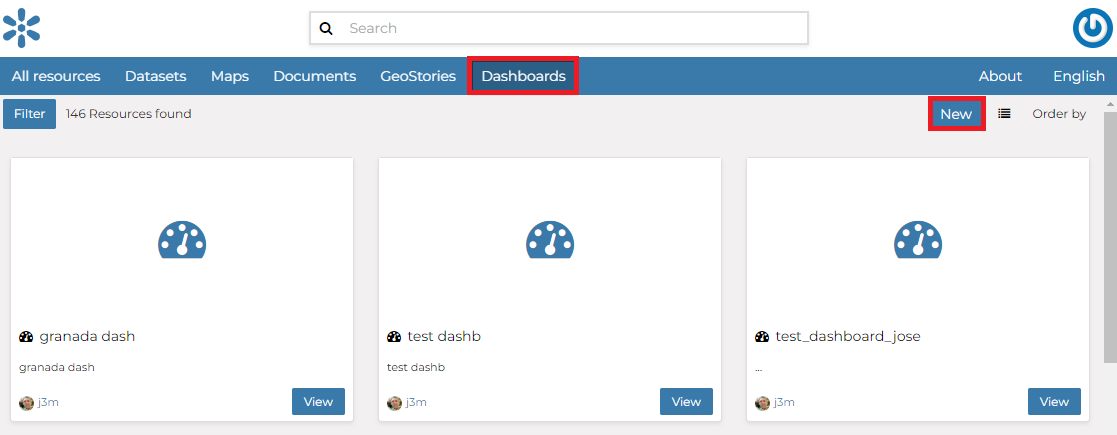 Search
All resources Datasets Maps Documents GeoStories Dashboards About English
Filter 146 Resources found New Order by
granada dash
granada dash
j3m View
test dashb
test dashb
j3m View
test_dashboard_jose
...
j3m View